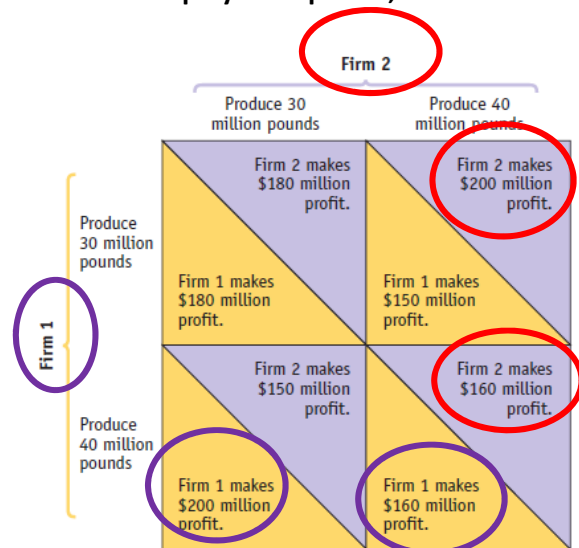 Firm 2
Produce 30
million pounds
Produce 40
million pounds
Firm 1
Produce
30 million
pounds
Firm 2 makes
$180 million
profit.
Firm 1 makes
$180 million
profit.
Firm 2 makes
$200 million
profit.
Firm 1 makes
$150 million
profit.
Produce
40 million
pounds
Firm 2 makes
$150 million
profit.
Firm 1 makes
$200 million
profit.
Firm 2 makes
$160 million
profit.
Firm 1 makes
$160 million
profit.